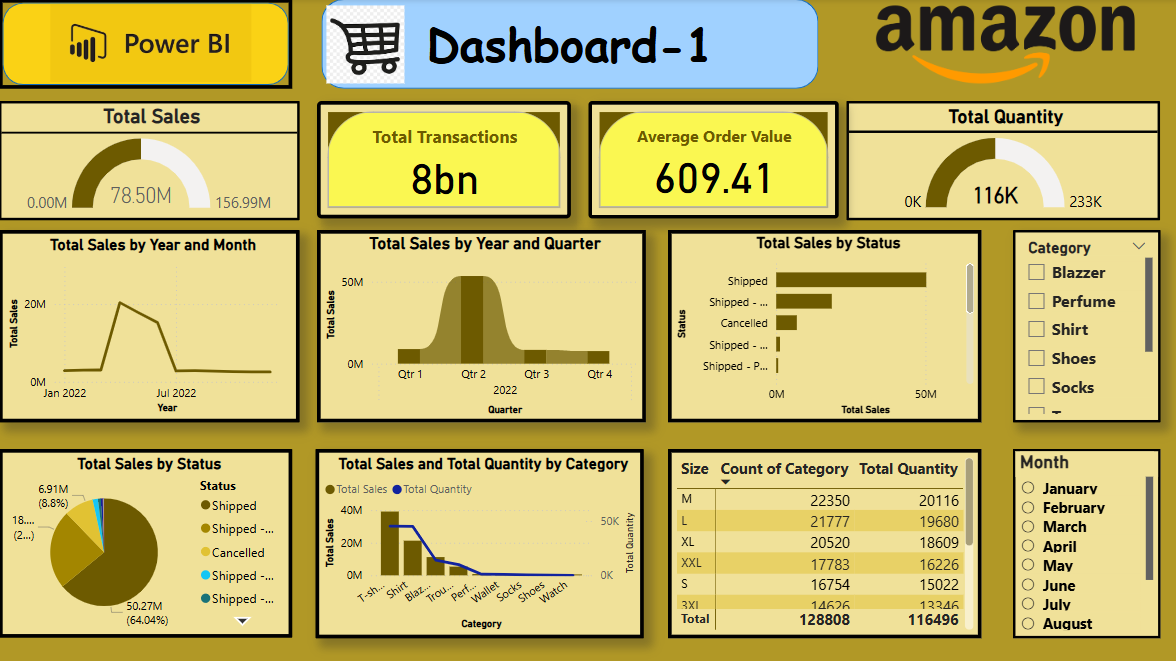 Power BI
Dashboard-1
amazon
Total Sales
78.50M
0.00M
156.99M
Total Transactions
8bn
Average Order Value
609.41
Total Quantity
116K
0K
233K
Total Sales by Year and Month
Total Sales
20M
0M
Jan 2022
Jul 2022
Year
Total Sales by Year and Quarter
Total Sales
50M
0M
Qtr 1
Qtr 2
Qtr 3
Qtr 4
2022
Quarter
Total Sales by Status
Status
Shipped
Shipped - ...
Cancelled
Shipped - ...
Shipped - P...
0M
50M
Total Sales
Category
Blazzer
Perfume
Shirt
Shoes
Socks
Total Sales by Status
6.91M
(8.8%)
18....
(2...)
50.27M
(64.04%)
Status
Shipped
Shipped -...
Cancelled
Shipped -...
Shipped -...
Total Sales and Total Quantity by Category
Total Sales
Total Quantity
Total Sales
40M
20M
0M
50K
0K
Total Quantity
T-sh...
Shirt
Blaz...
Trou...
Perf...
Wallet
Socks
Shoes
Watch
Category
Size Count of Category Total Quantity
M 22350 20116
L 21777 19680
XL 20520 18609
XXL 17783 16226
S 16754 15022
3XL 14626 13346
Total 128808 116496
Month
January
February
March
April
May
June
July
August